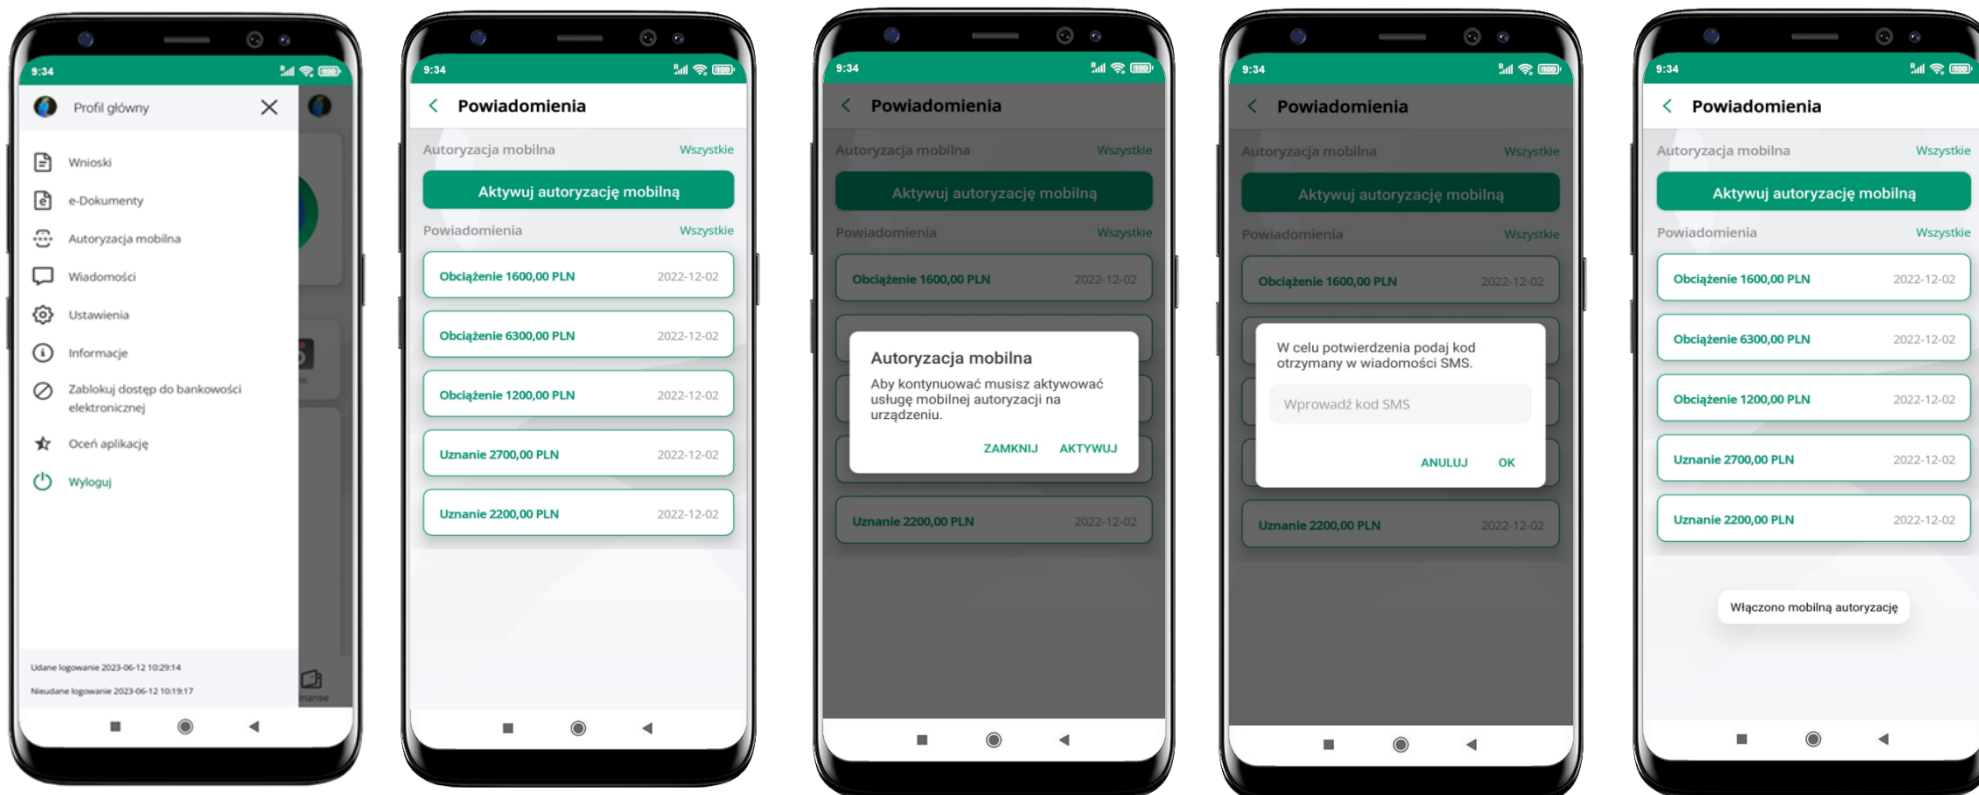 9:34
Profil główny
Wnioski
e-Dokumenty
Autoryzacja mobilna
Wiadomości
Ustawienia
Informacje
Zablokuj dostęp do bankowości
elektronicznej
Oceń aplikację
Wyloguj
Udane logowanie 2023-06-12 10:29:14
Nieudane logowanie 2023-06-12 10:19:17
9:34
Powiadomienia
Autoryzacja mobilna Wszystkie
Aktywuj autoryzację mobilną
Powiadomienia Wszystkie
Obciążenie 1600,00 PLN 2022-12-02
Obciążenie 6300,00 PLN 2022-12-02
Obciążenie 1200,00 PLN 2022-12-02
Uznanie 2700,00 PLN 2022-12-02
Uznanie 2200,00 PLN 2022-12-02
9:34
Powiadomienia
Autoryzacja mobilna Wszystkie
Aktywuj autoryzację mobilną
Powiadomienia Wszystkie
Obciążenie 1600,00 PLN 2022-12-02
Autoryzacja mobilna
Aby kontynuować musisz aktywować
usługę mobilnej autoryzacji na
urządzeniu.
ZAMKNIJ AKTYWUJ
Uznanie 2200,00 PLN 2022-12-02
9:34
Powiadomienia
Autoryzacja mobilna Wszystkie
Aktywuj autoryzację mobilną
Powiadomienia Wszystkie
Obciążenie 1600,00 PLN 2022-12-02
W celu potwierdzenia podaj kod
otrzymany w wiadomości SMS.
Wprowadź kod SMS
ANULUJ OK
Uznanie 2200,00 PLN 2022-12-02
9:34
Powiadomienia
Autoryzacja mobilna Wszystkie
Aktywuj autoryzację mobilną
Powiadomienia Wszystkie
Obciążenie 1600,00 PLN 2022-12-02
Obciążenie 6300,00 PLN 2022-12-02
Obciążenie 1200,00 PLN 2022-12-02
Uznanie 2700,00 PLN 2022-12-02
Uznanie 2200,00 PLN 2022-12-02
Włączono mobilną autoryzację